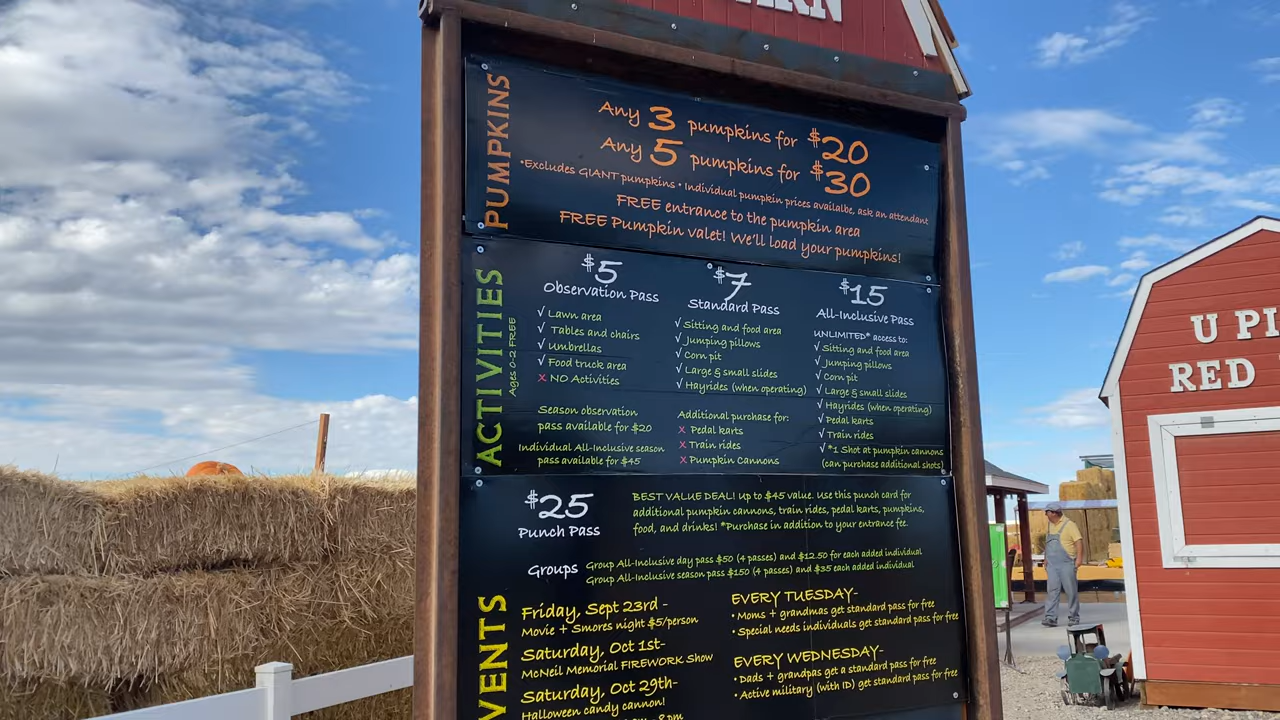 PUMPKINS
Any 3 pumpkins for $20
Any 5 pumpkins for $30
•Excludes GIANT pumpkins • Individual pumpkin prices availalbe, ask an attendant
FREE entrance to the pumpkin area
FREE Pumpkin valet! We'll load your pumpkins!
ACTIVITIES
Ages 0-2 FREE
$5
Observation Pass
√ Lawn area
√ Tables and chairs
√ Umbrellas
√ Food truck area
X NO Activities
Season observation
pass available for $20
Individual All-Inclusive season
pass available for $45
$7
Standard Pass
√ Sitting and food area
√ Jumping pillows
√ Corn pit
√ Large & small slides
√ Hayrides (when operating)
Additional purchase for:
X Pedal karts
X Train rides
X Pumpkin Cannons
$15
All-Inclusive Pass
UNLIMITED* access to:
√ Sitting and food area
√ Jumping pillows
√ Corn pit
√ Large & small slides
√ Hayrides (when operating)
√ Pedal karts
√ Train rides
√ *1 Shot at pumpkin cannons
(can purchase additional shots)
$25
Punch Pass
BEST VALUE DEAL! Up to $45 value. Use this punch card for
additional pumpkin cannons, train rides, pedal karts, pumpkins,
food, and drinks! *Purchase in addition to your entrance fee.
Groups
Group All-Inclusive day pass $50 (4 passes) and $12.50 for each added individual
Group All-Inclusive season pass $150 (4 passes) and $35 each added individual
VENTS
Friday, Sept 23rd -
Movie + Smores night $5/person
Saturday, Oct 1st-
McNeil Memorial FIREWORK Show
Saturday, Oct 29th-
Halloween candy cannon!
EVERY TUESDAY-
• Moms + grandmas get standard pass for free
• Special needs individuals get standard pass for free
EVERY WEDNESDAY-
• Dads + grandpas get a standard pass for free
• Active military (with ID) get standard pass for free
U PI
RED